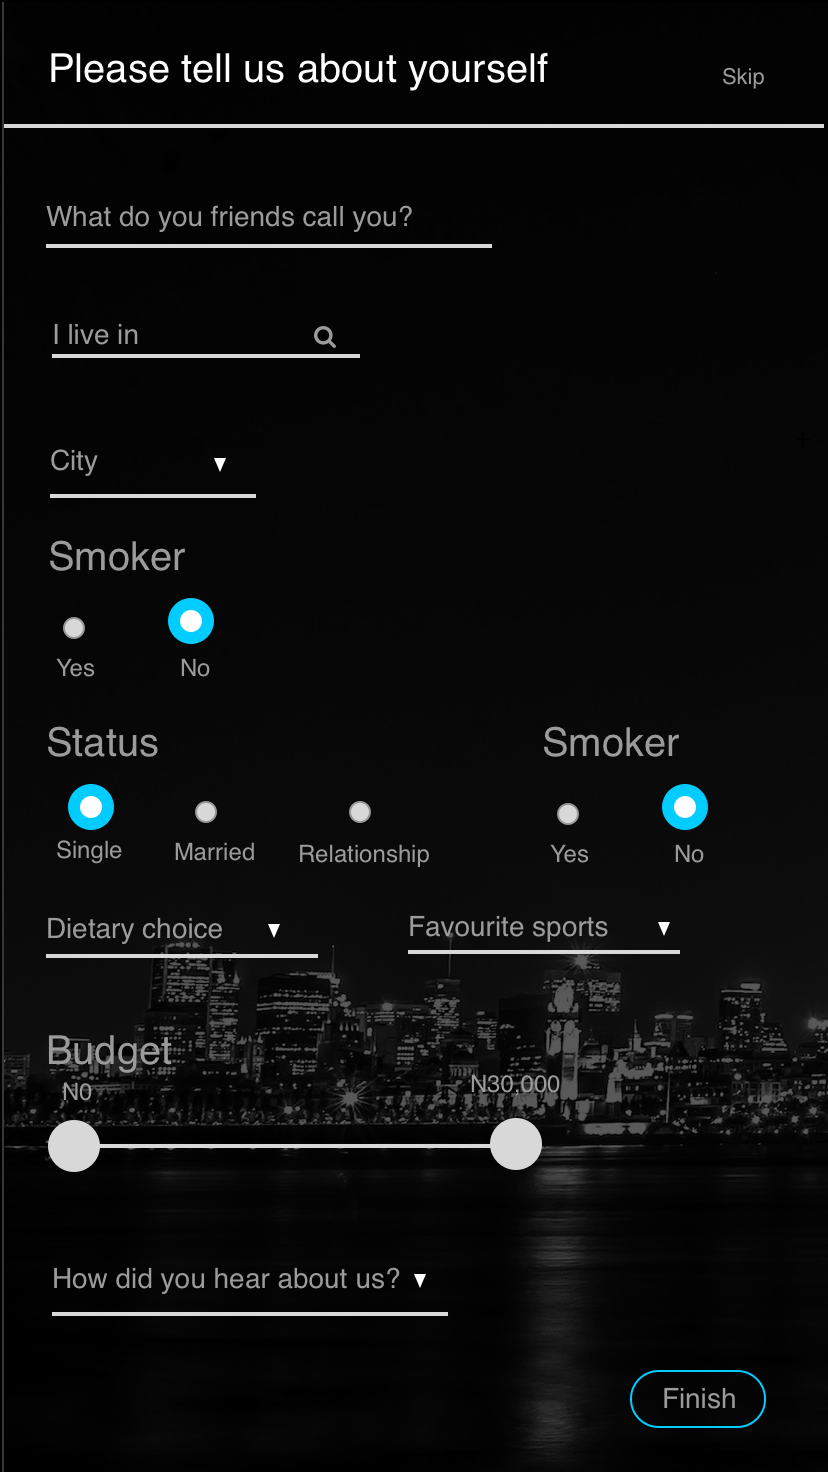 Please tell us about yourself
Skip
What do you friends call you?
I live in
City
Smoker
Yes No
Status
Single Married Relationship
Smoker
Yes No
Dietary choice
Favourite sports
Budget
N0
N30,000
How did you hear about us?
Finish